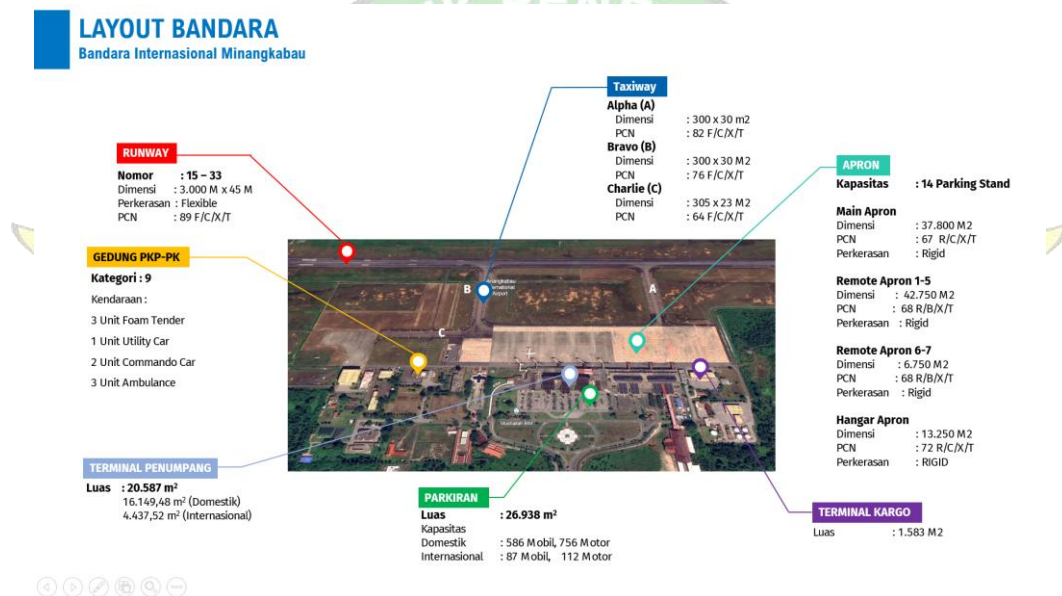 LAYOUT BANDARA
Bandara Internasional Minangkabau
Taxiway
Alpha (A)
Dimensi : 300 x 30 m2
PCN : 82 F/C/X/T
Bravo (B)
Dimensi : 300 x 30 M2
PCN : 76 F/C/X/T
Charlie (C)
Dimensi : 305 x 23 M2
PCN : 64 F/C/X/T
RUNWAY
Nomor : 15 – 33
Dimensi : 3.000 M x 45 M
Perkerasan : Flexible
PCN : 89 F/C/X/T
APRON
Kapasitas : 14 Parking Stand
Main Apron
Dimensi : 37.800 M2
PCN : 67 R/C/X/T
Perkerasan : Rigid
Remote Apron 1-5
Dimensi : 42.750 M2
PCN : 68 R/B/X/T
Perkerasan : Rigid
Remote Apron 6-7
Dimensi : 6.750 M2
PCN : 68 R/B/X/T
Perkerasan : Rigid
Hangar Apron
Dimensi : 13.250 M2
PCN : 72 R/C/X/T
Perkerasan : RIGID
GEDUNG PKP-PK
Kategori : 9
Kendaraan :
3 Unit Foam Tender
1 Unit Utility Car
2 Unit Commando Car
3 Unit Ambulance
B
A
C
International
Airport
TERMINAL PENUMPANG
Luas : 20.587 m²
16.149,48 m² (Domestik)
4.437,52 m² (Internasional)
PARKIRAN
Luas : 26.938 m²
Kapasitas
Domestik : 586 Mobil, 756 Motor
Internasional : 87 Mobil, 112 Motor
TERMINAL KARGO
Luas : 1.583 M2